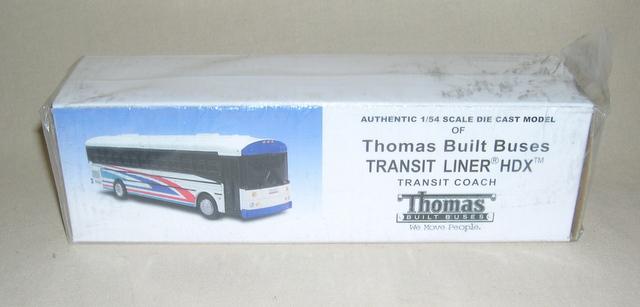 AUTHENTIC 1/54 SCALE DIE CAST MODEL
OF
Thomas Built Buses
TRANSIT LINER® HDX™
TRANSIT COACH
Thomas
BUILT BUSES
We Move People.